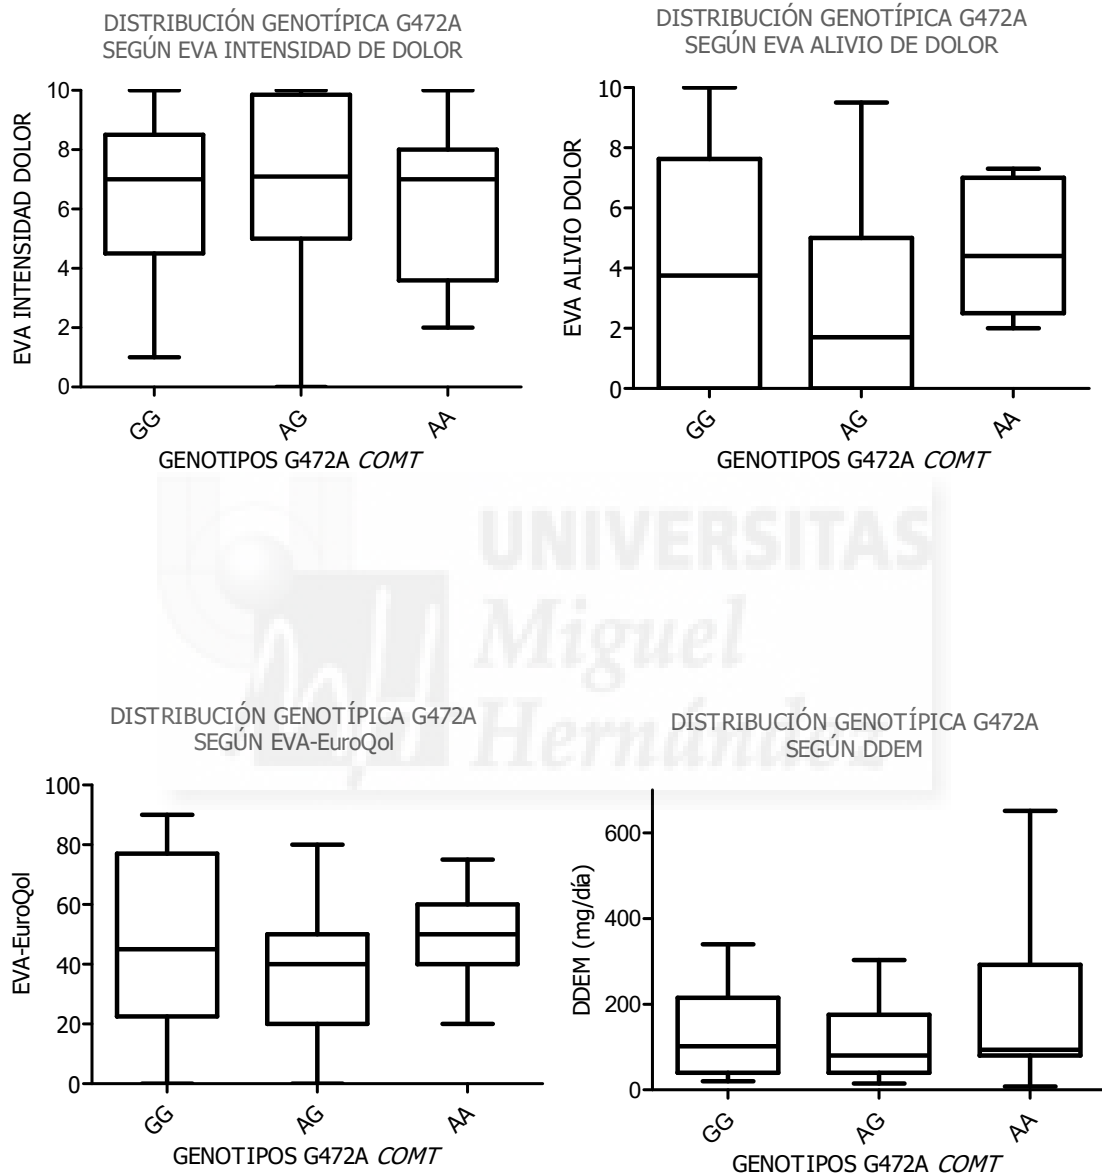 DISTRIBUCIÓN GENOTÍPICA G472A
SEGÚN EVA INTENSIDAD DE DOLOR
10
8
6
4
2
0
EVA INTENSIDAD DOLOR
GG
AG
AA
GENOTIPOS G472A COMT
DISTRIBUCIÓN GENOTÍPICA G472A
SEGÚN EVA ALIVIO DE DOLOR
10
8
6
4
2
0
EVA ALIVIO DOLOR
GG
AG
AA
GENOTIPOS G472A COMT
UNIVERSITAS
Miguel
Hernández
DISTRIBUCIÓN GENOTÍPICA G472A
SEGÚN EVA-EuroQol
100
80
60
40
20
0
EVA-EuroQol
GG
AG
AA
GENOTIPOS G472A COMT
DISTRIBUCIÓN GENOTÍPICA G472A
SEGÚN DDEM
600
400
200
0
DDEM (mg/día)
GG
AG
AA
GENOTIPOS G472A COMT